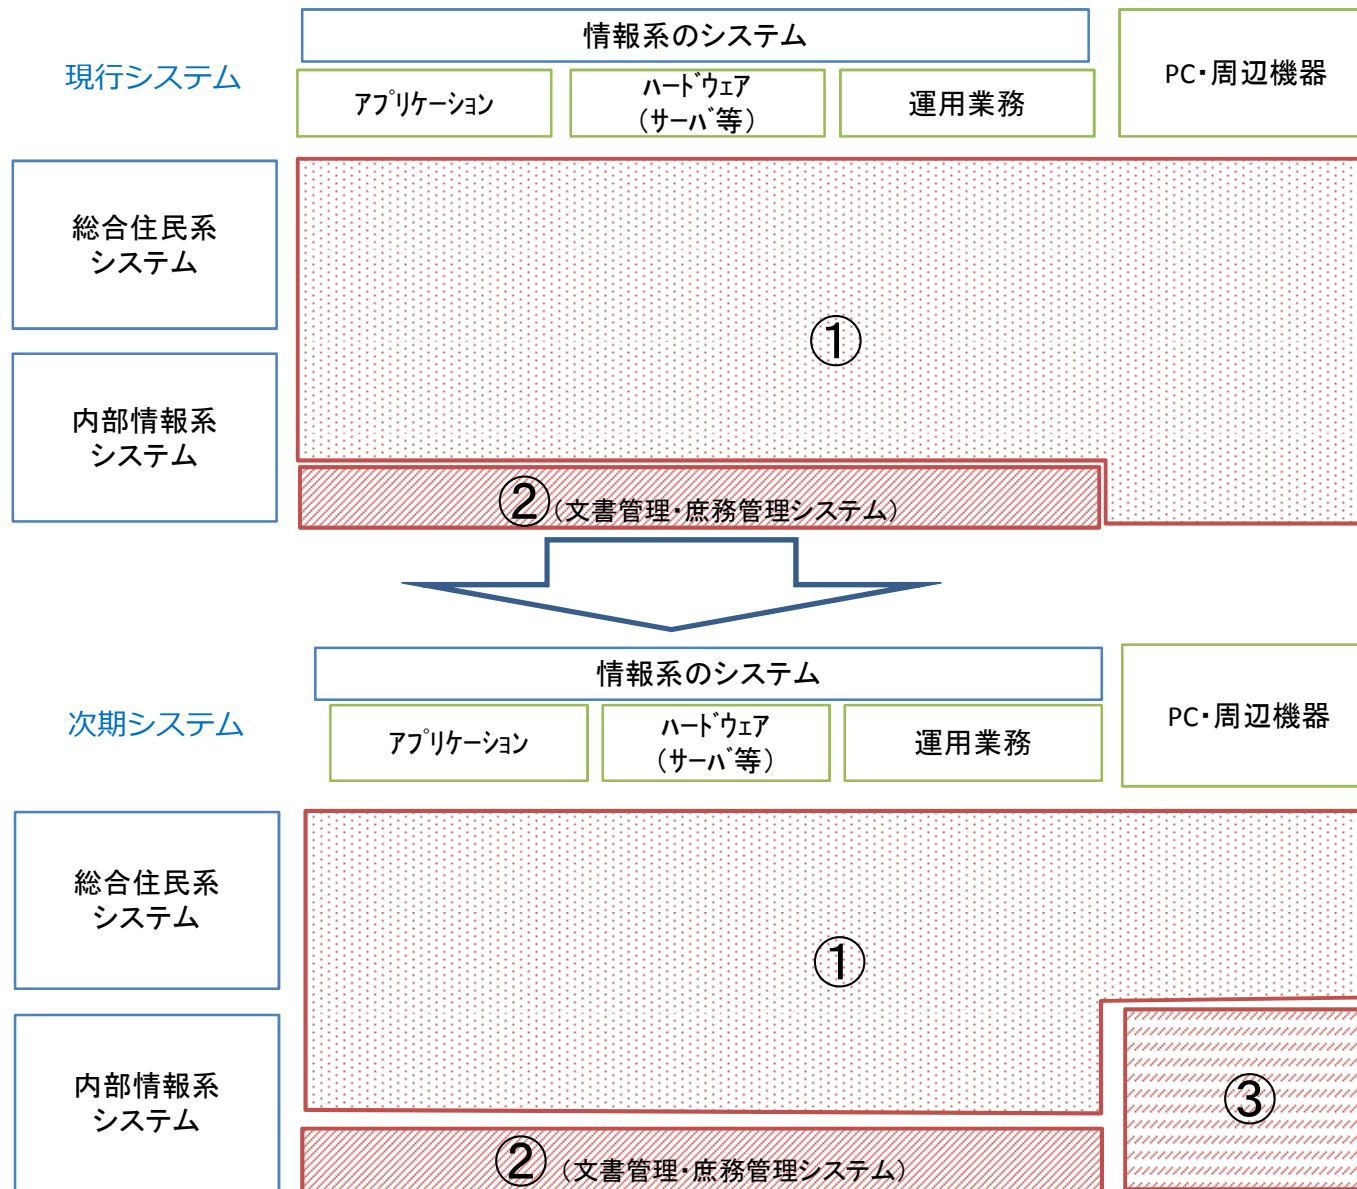 情報系のシステム
現行システム
PC・周辺機器
アプリケーション
ハードウェア
（サーバ等）
運用業務
総合住民系
システム
①
内部情報系
システム
②（文書管理・庶務管理システム）
情報系のシステム
次期システム
PC・周辺機器
アプリケーション
ハードウェア
（サーバ等）
運用業務
総合住民系
システム
①
内部情報系
システム
③
②（文書管理・庶務管理システム）